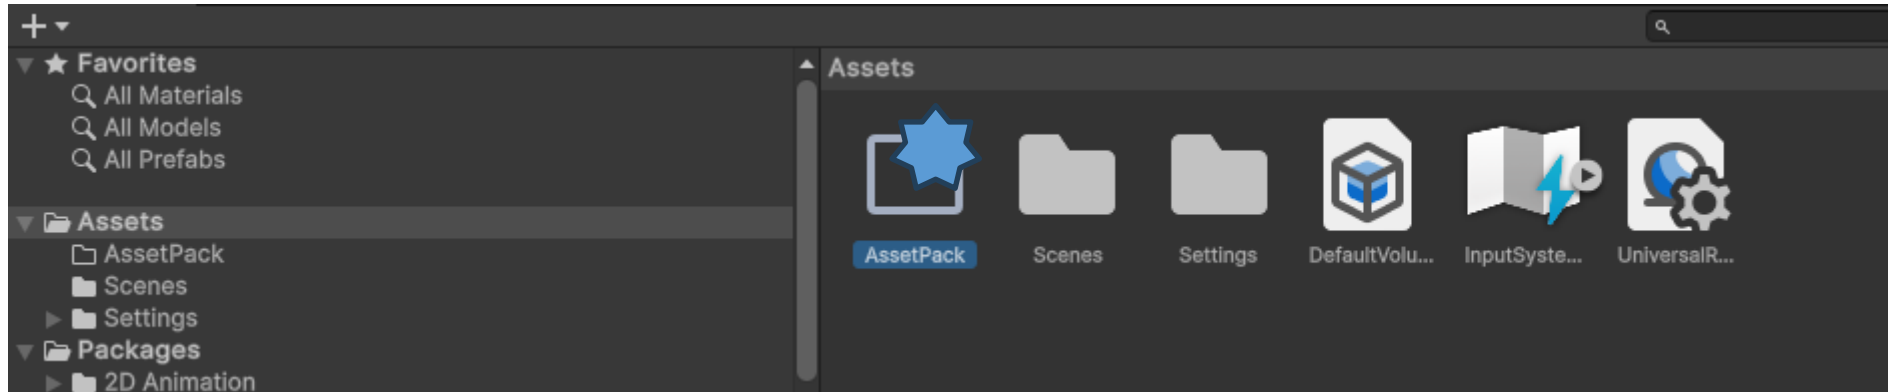 Favorites
All Materials
All Models
All Prefabs
Assets
AssetPack
Scenes
Settings
Packages
2D Animation
Assets
AssetPack
Scenes
Settings
DefaultVolu...
InputSyste...
UniversalR...